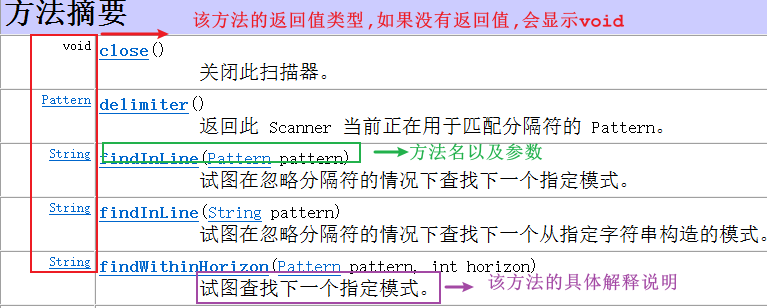 方法摘要
该方法的返回值类型,如果没有返回值,会显示void
void close()
关闭此扫描器。
Pattern delimiter()
返回此 Scanner 当前正在用于匹配分隔符的 Pattern。
String findInLine(Pattern pattern) 方法名以及参数
试图在忽略分隔符的情况下查找下一个指定模式。
String findInLine(String pattern)
试图在忽略分隔符的情况下查找下一个从指定字符串构造的模式。
String findWithinHorizon(Pattern pattern, int horizon)
试图查找下一个指定模式。 该方法的具体解释说明